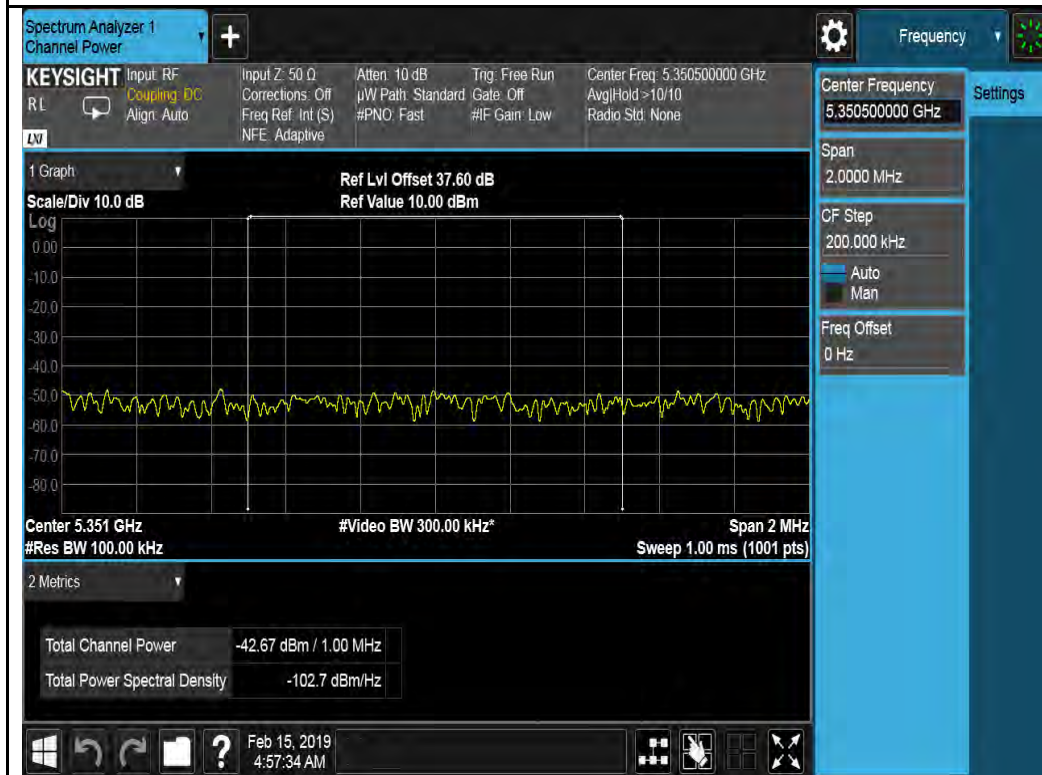 Spectrum Analyzer 1
Channel Power
+
Frequency
KEYSIGHT
RL
LXI
Input: RF
Coupling: DC
Align: Auto
Input Z: 50 Ω
Corrections: Off
Freq Ref: Int (S)
NFE: Adaptive
Atten: 10 dB
µW Path: Standard
#PNO: Fast
Trig: Free Run
Gate: Off
#IF Gain: Low
Center Freq: 5.350500000 GHz
Avg|Hold >10/10
Radio Std: None
Center Frequency
5.350500000 GHz
Settings
Span
2.0000 MHz
CF Step
200.000 kHz
Auto
Man
Freq Offset
0 Hz
1 Graph
Scale/Div 10.0 dB
Ref Lvl Offset 37.60 dB
Ref Value 10.00 dBm
Log
0.00
-10.0
-20.0
-30.0
-40.0
-50.0
-60.0
-70.0
-80.0
Center 5.351 GHz
#Video BW 300.00 kHz*
Span 2 MHz
#Res BW 100.00 kHz
Sweep 1.00 ms (1001 pts)
2 Metrics
Total Channel Power -42.67 dBm / 1.00 MHz
Total Power Spectral Density -102.7 dBm/Hz
?
Feb 15, 2019
4:57:34 AM